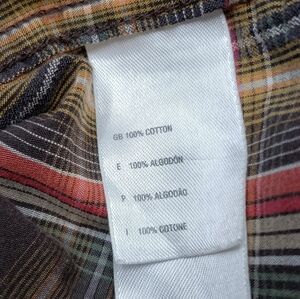 GB 100% COTTON
E 100% ALGODÓN
P 100% ALGODÃO
I 100% COTONE